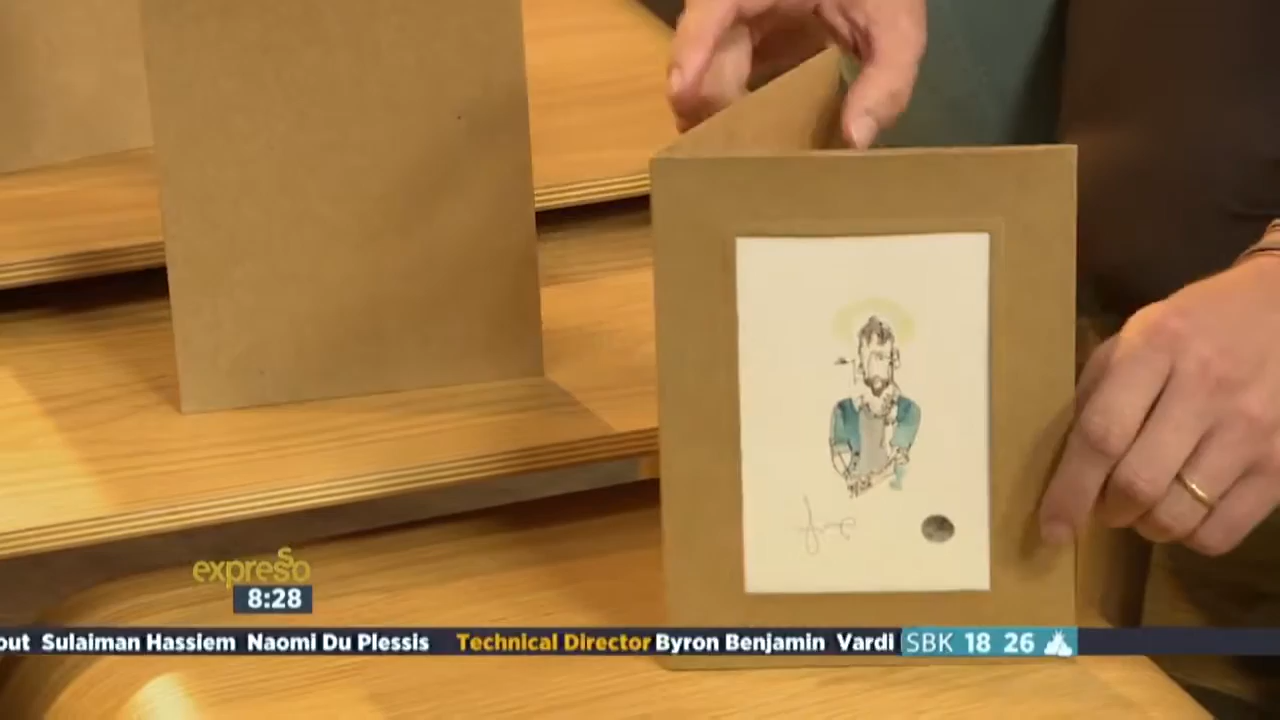 expresso
8:28
out Sulaiman Hassiem Naomi Du Plessis Technical Director Byron Benjamin Vardi SBK 18 26